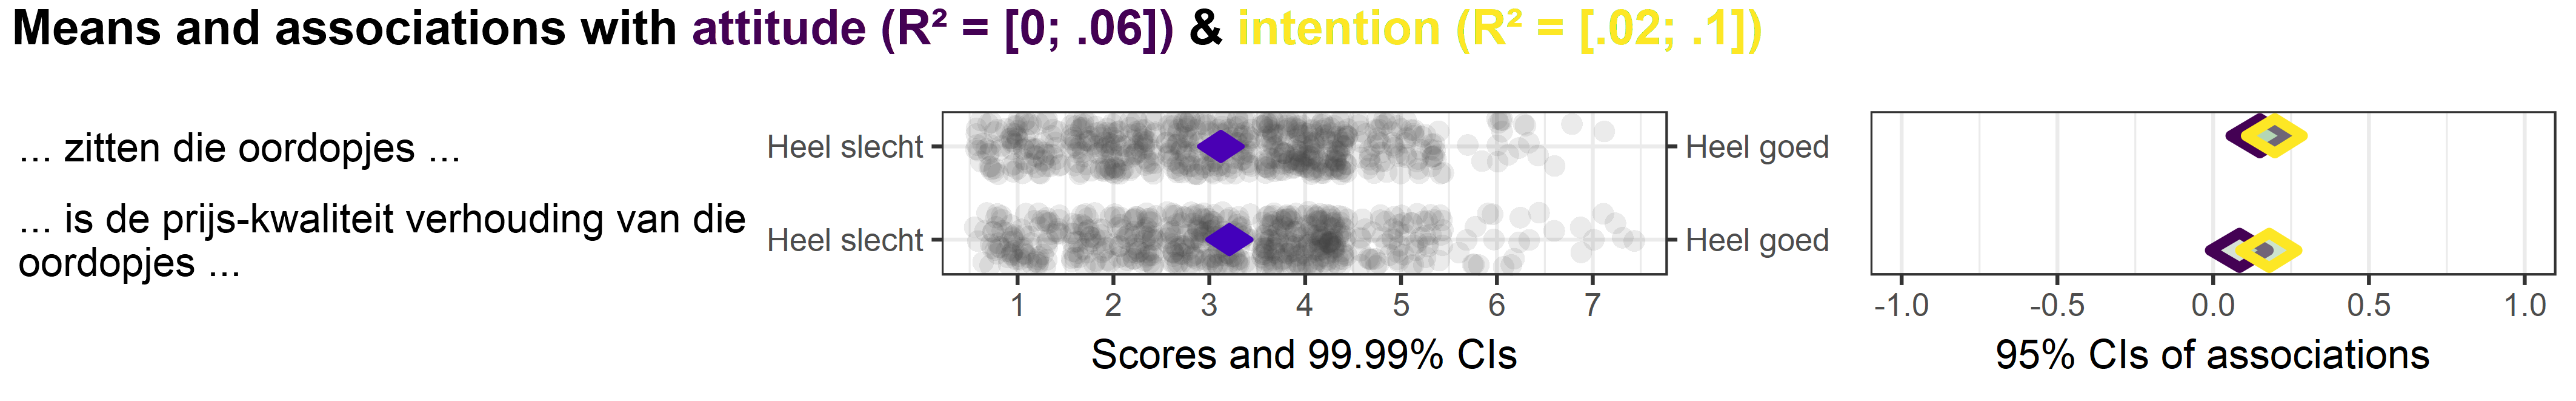 Means and associations with attitude (R² = [0; .06]) & intention (R² = [.02; .1])
... zitten die oordopjes ...
Heel slecht
Heel goed
... is de prijs-kwaliteit verhouding van die
oordopjes ...
Heel slecht
Heel goed
1 2 3 4 5 6 7
-1.0 -0.5 0.0 0.5 1.0
Scores and 99.99% CIs
95% CIs of associations